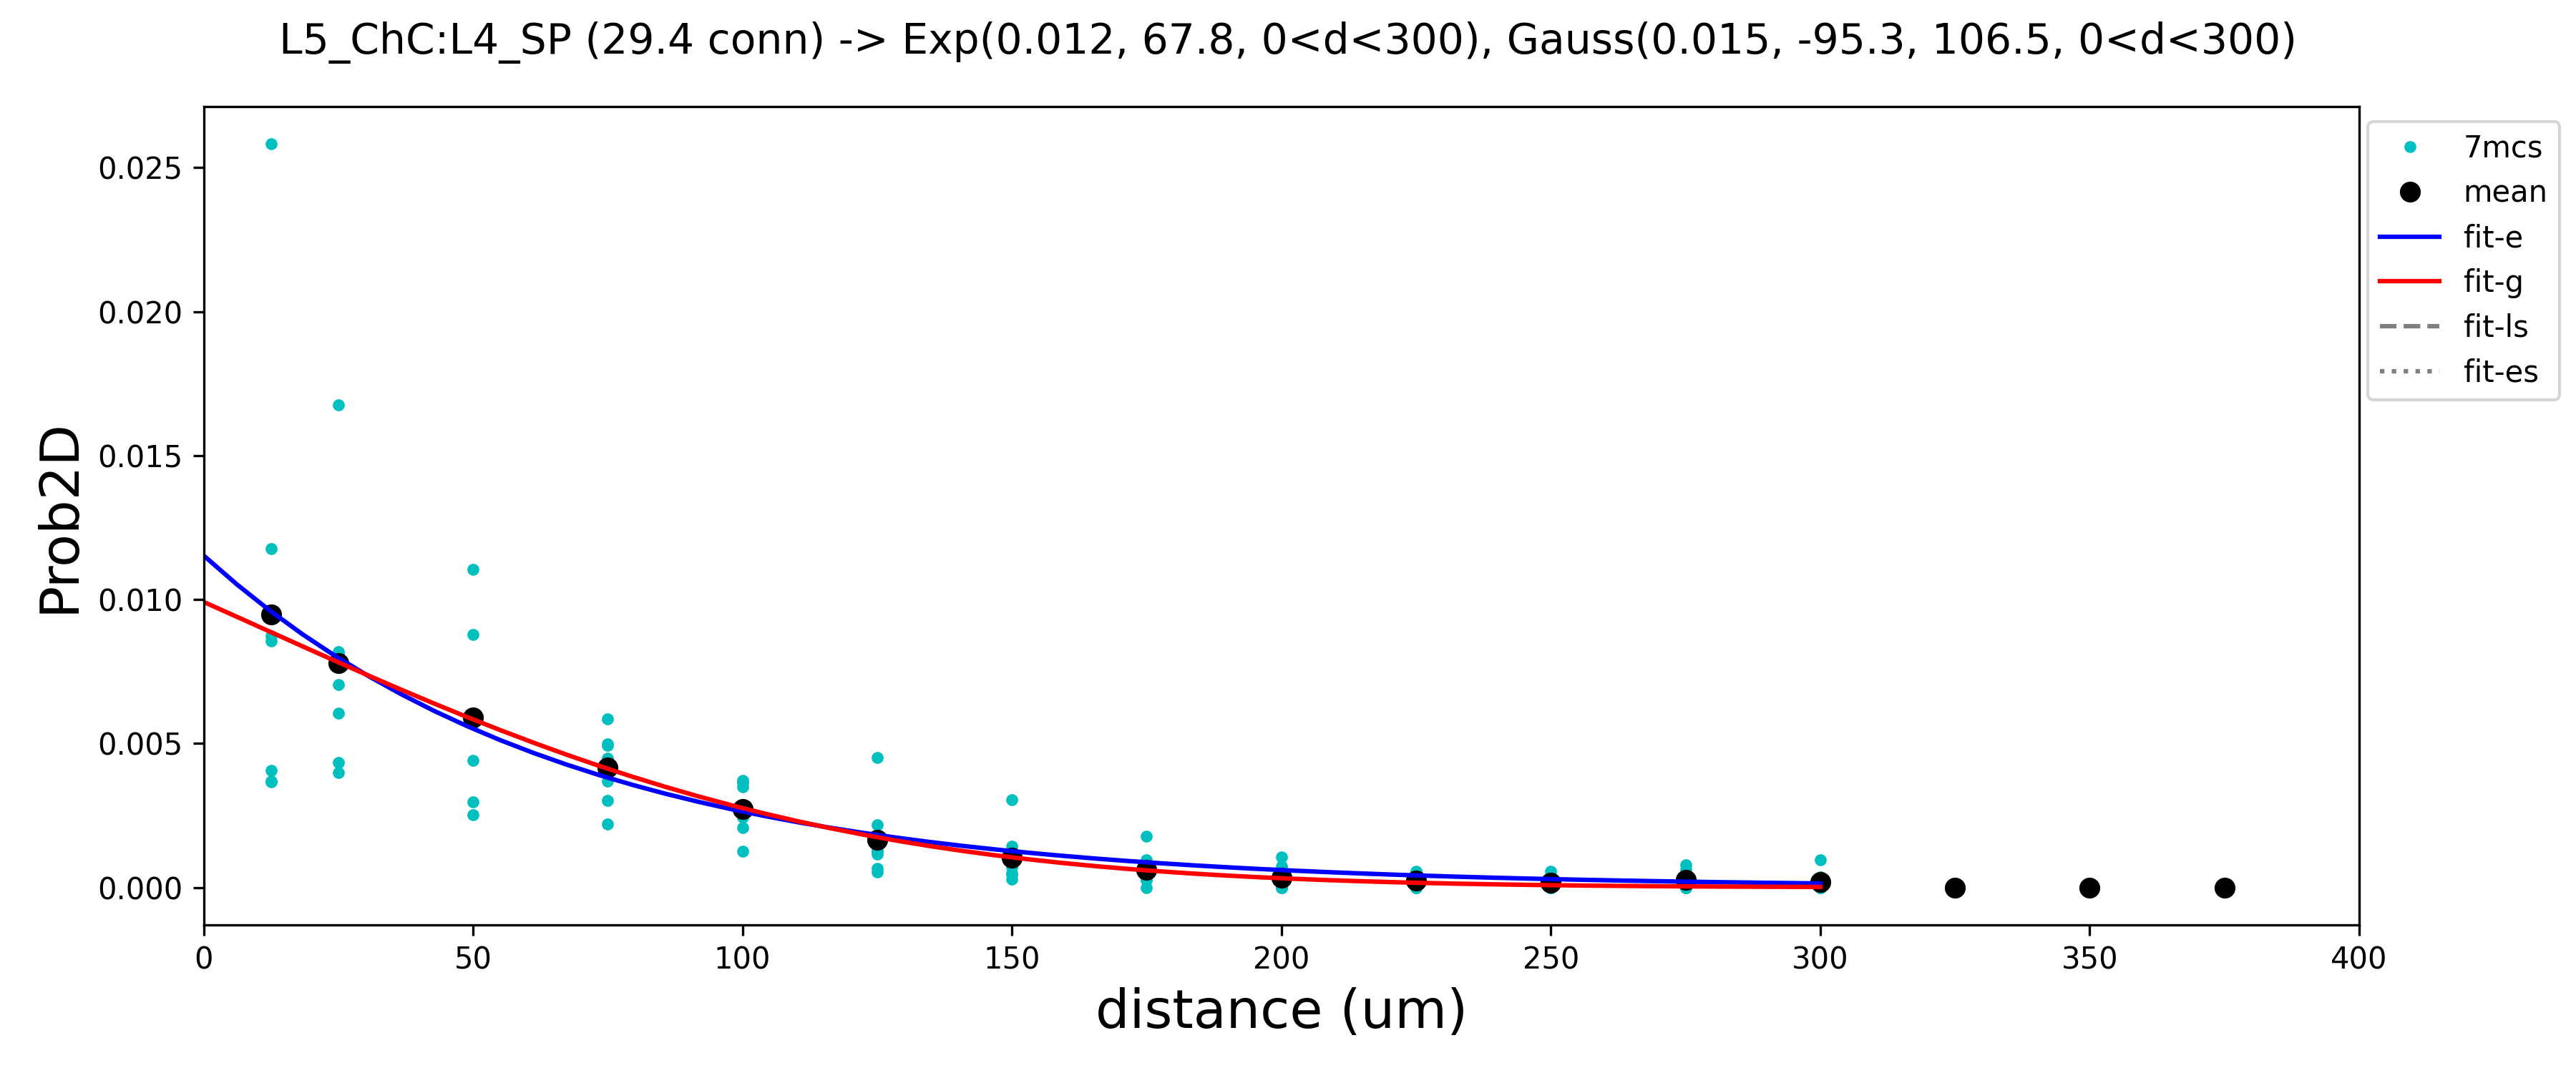 L5_ChC:L4_SP (29.4 conn) -> Exp(0.012, 67.8, 0<d<300), Gauss(0.015, -95.3, 106.5, 0<d<300)
Prob2D
0.025
0.020
0.015
0.010
0.005
0.000
0 50 100 150 200 250 300 350 400
distance (um)
7mcs
mean
fit-e
fit-g
fit-ls
fit-es